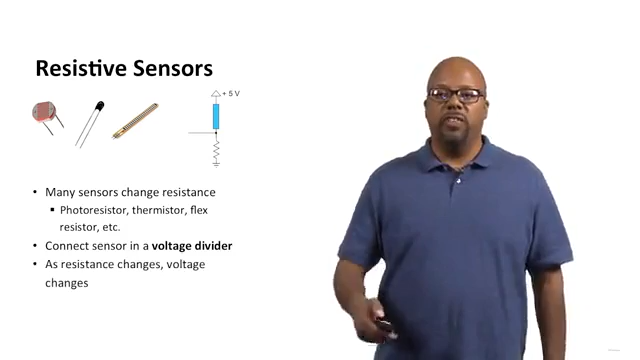 Resistive Sensors
+ 5 V
• Many sensors change resistance
▪ Photoresistor, thermistor, flex
resistor, etc.
• Connect sensor in a voltage divider
• As resistance changes, voltage
changes